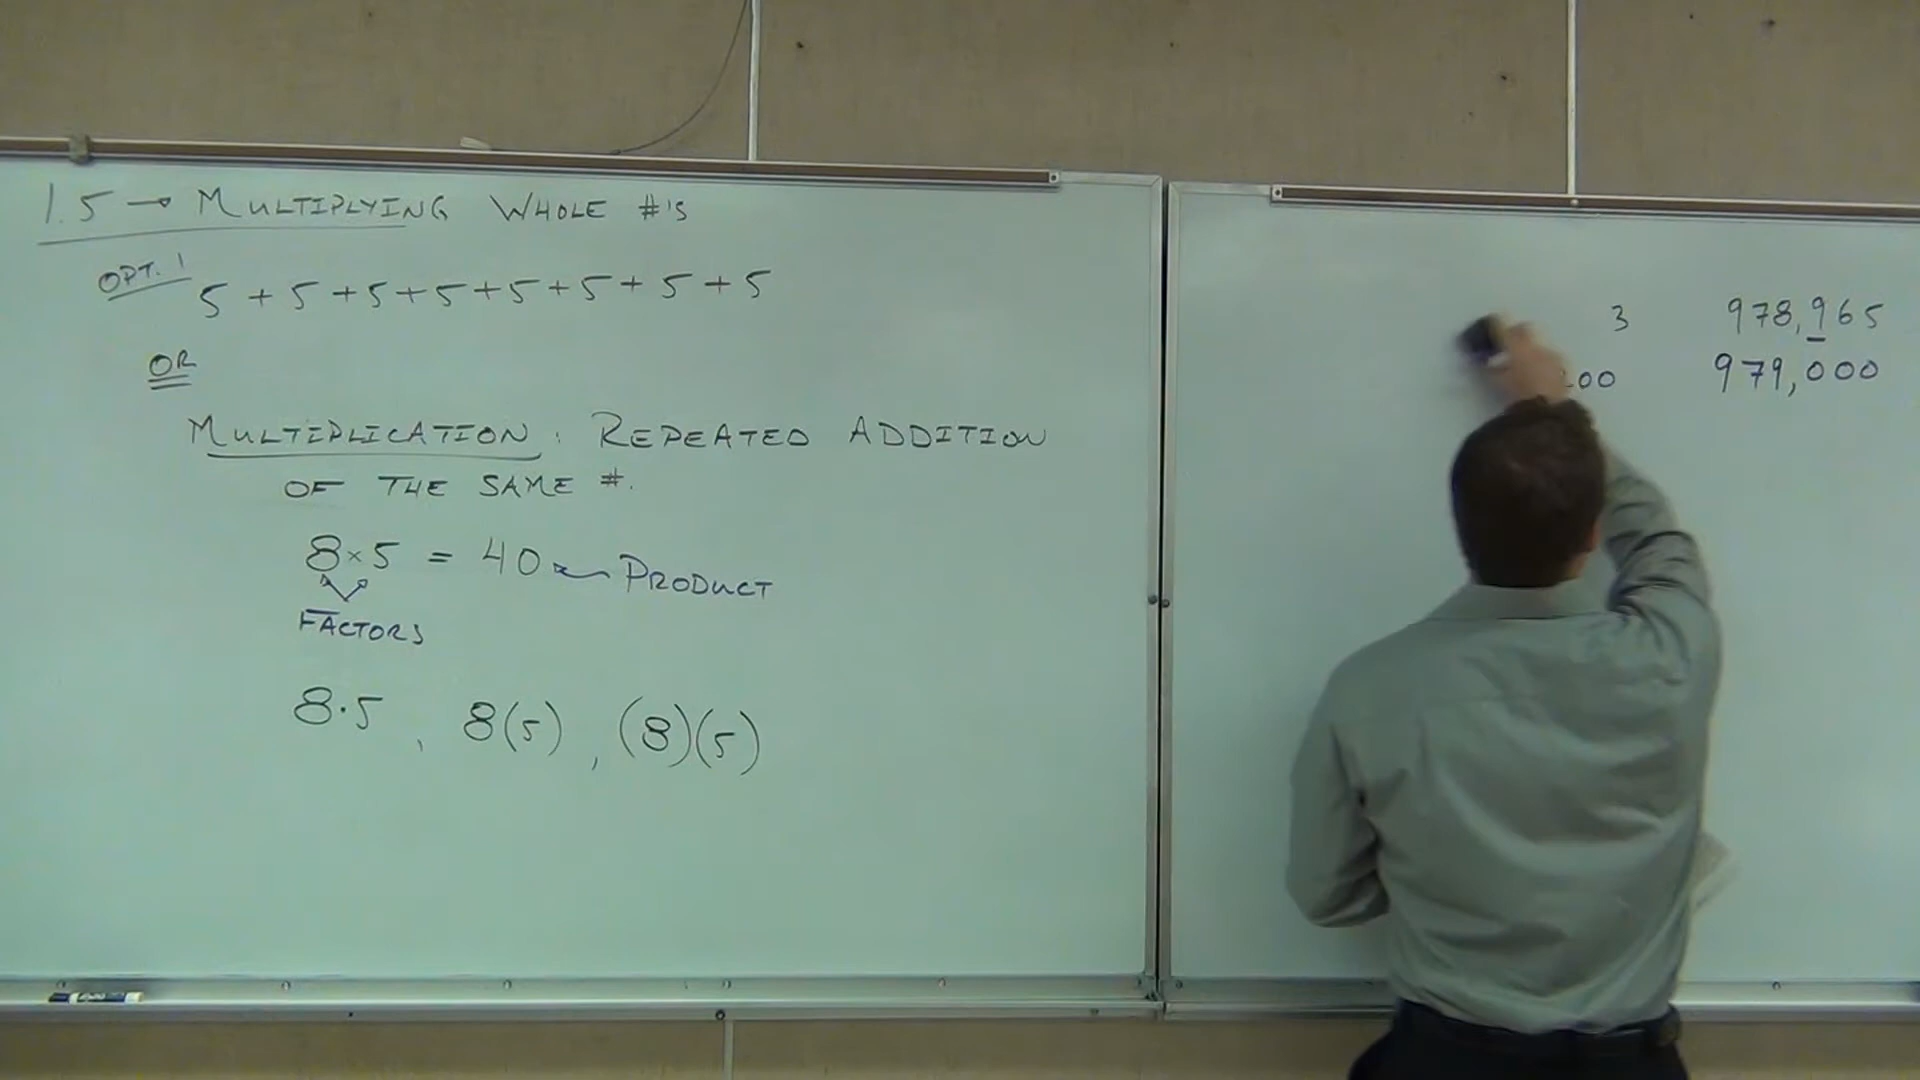 1.5 → MULTIPLYING WHOLE #'S
OPT. 1
5 + 5 + 5 + 5 + 5 + 5 + 5 + 5
OR
MULTIPLICATION: REPEATED ADDITION
OF THE SAME #.
8 × 5 = 40 ← PRODUCT
FACTORS
8·5, 8(5), (8)(5)
3 978,965
00 979,000